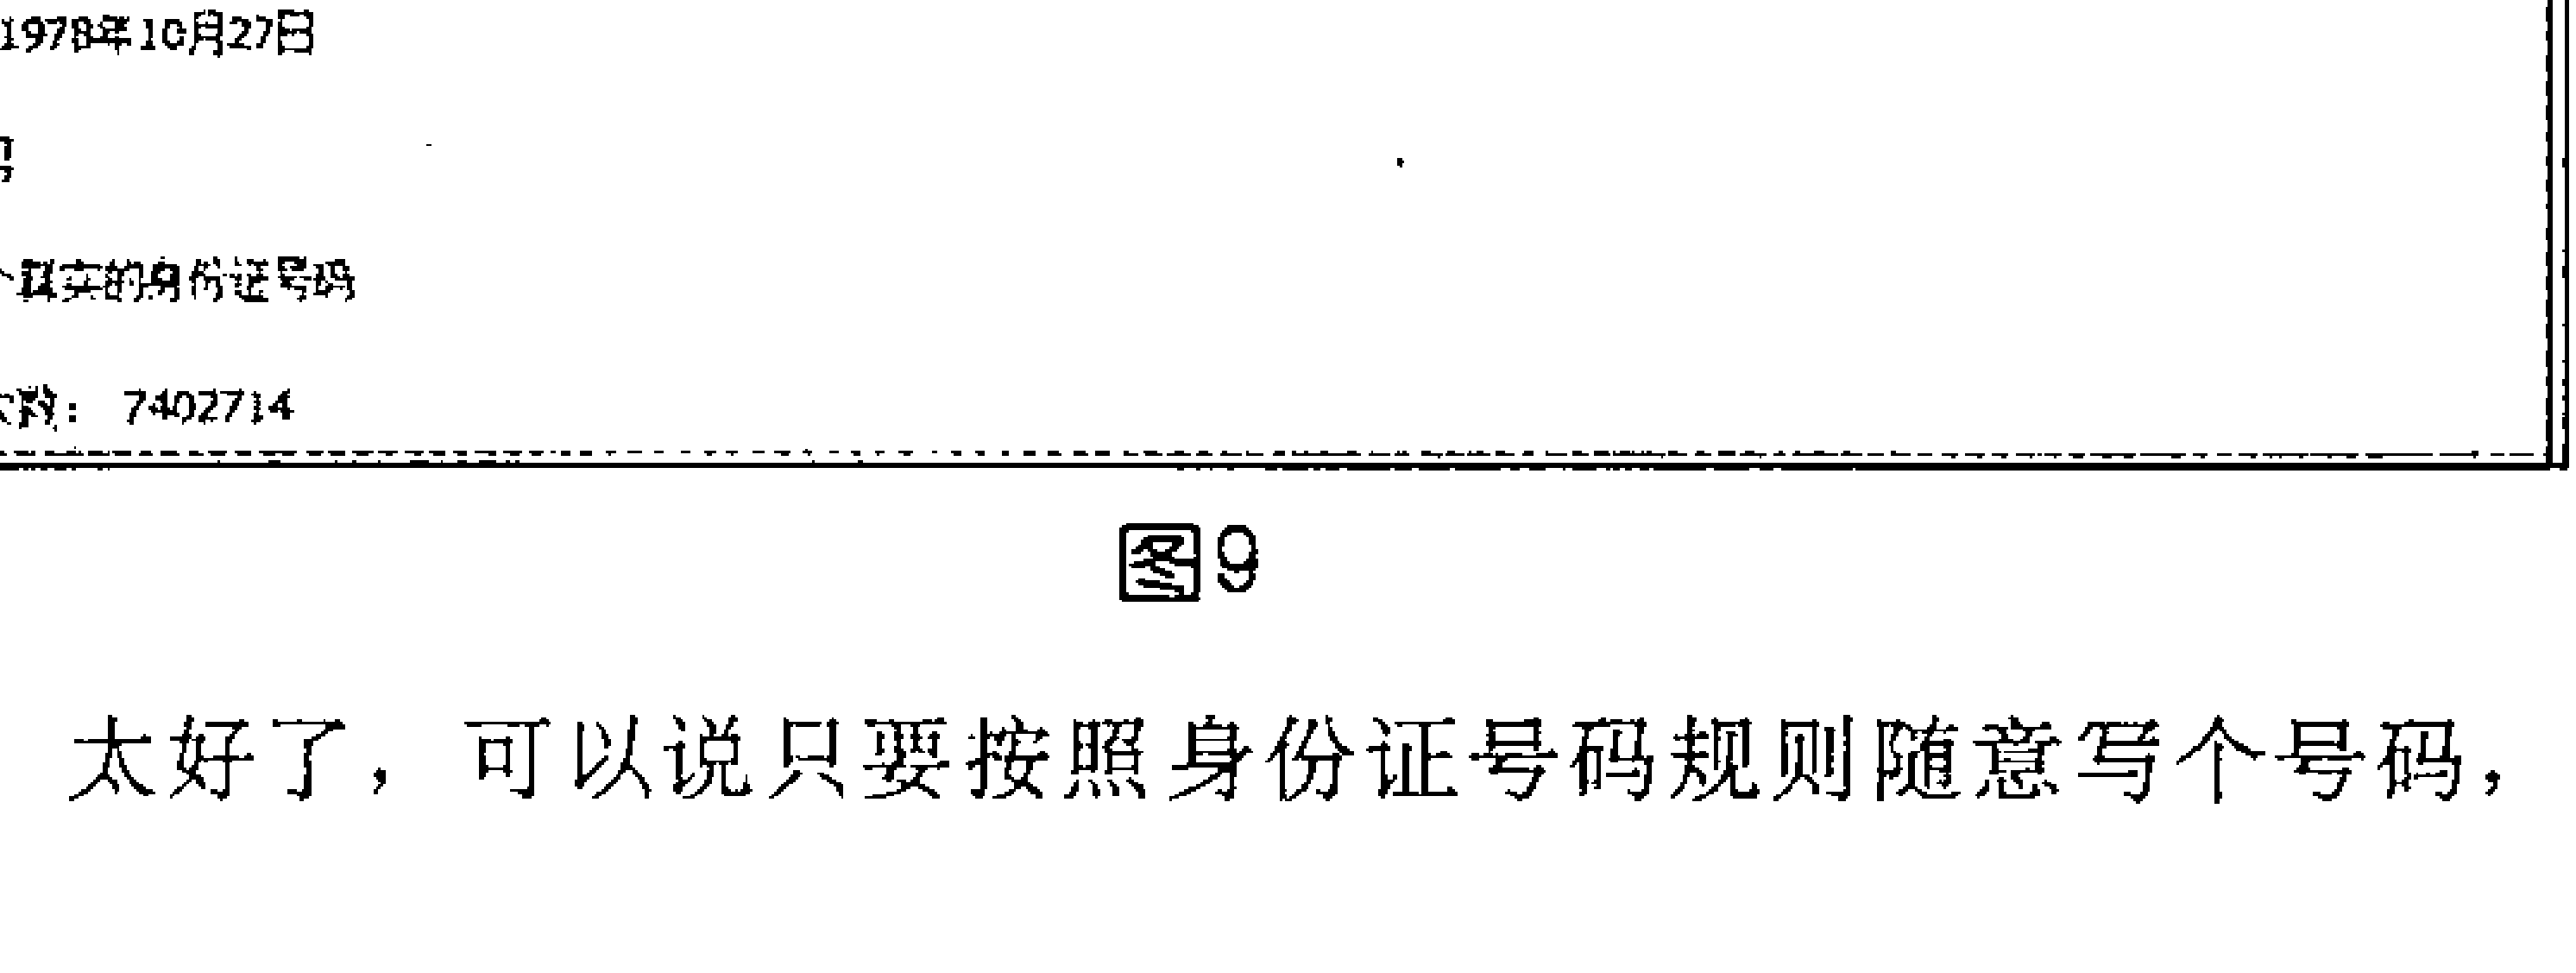 1978年10月27日
真实的身份证号码
数： 7402714
图9
太好了，可以说只要按照身份证号码规则随意写个号码，